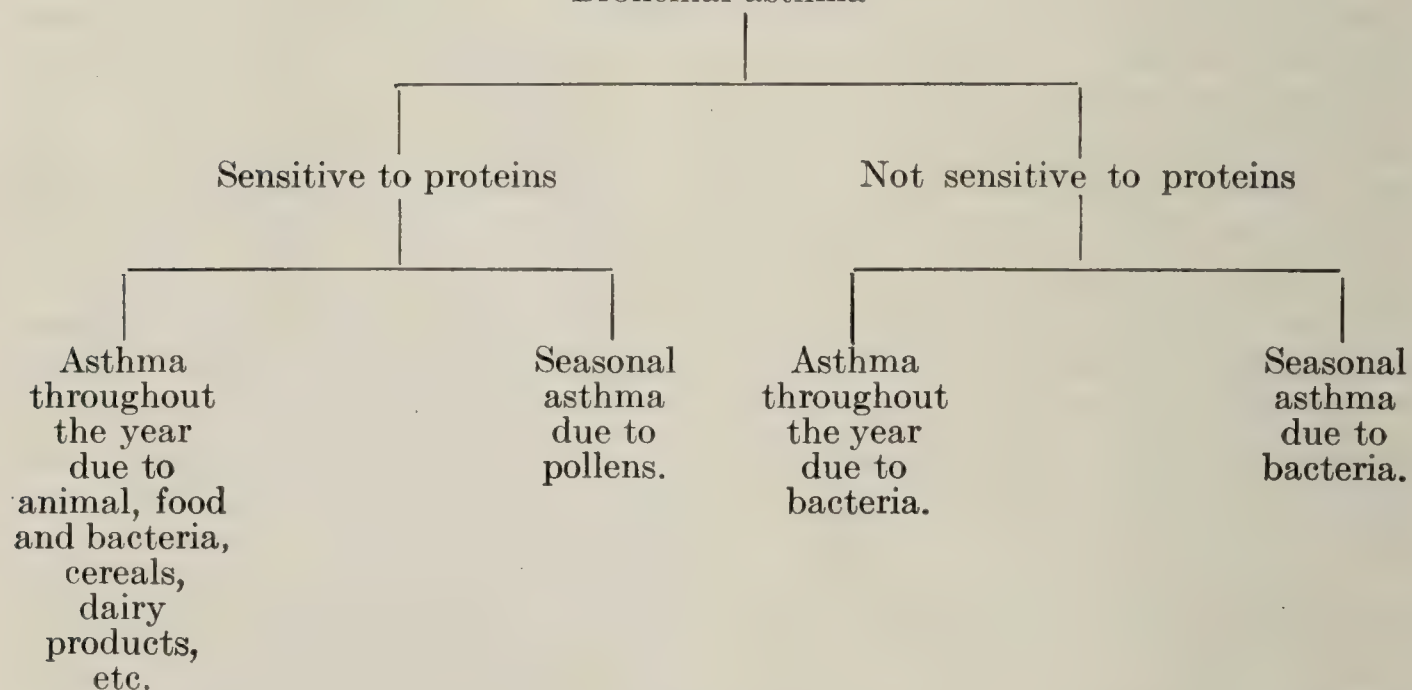 Bronchial asthma
Sensitive to proteins
Not sensitive to proteins
Asthma
throughout
the year
due to
animal, food
and bacteria,
cereals,
dairy
products,
etc.
Seasonal
asthma
due to
pollens.
Asthma
throughout
the year
due to
bacteria.
Seasonal
asthma
due to
bacteria.